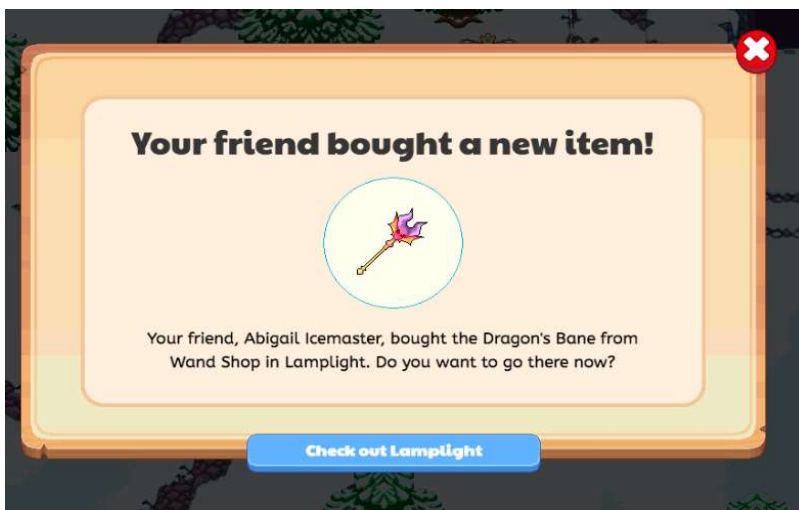 Your friend bought a new item!
Your friend, Abigail Icemaster, bought the Dragon's Bane from
Wand Shop in Lamplight. Do you want to go there now?
Check out Lamplight